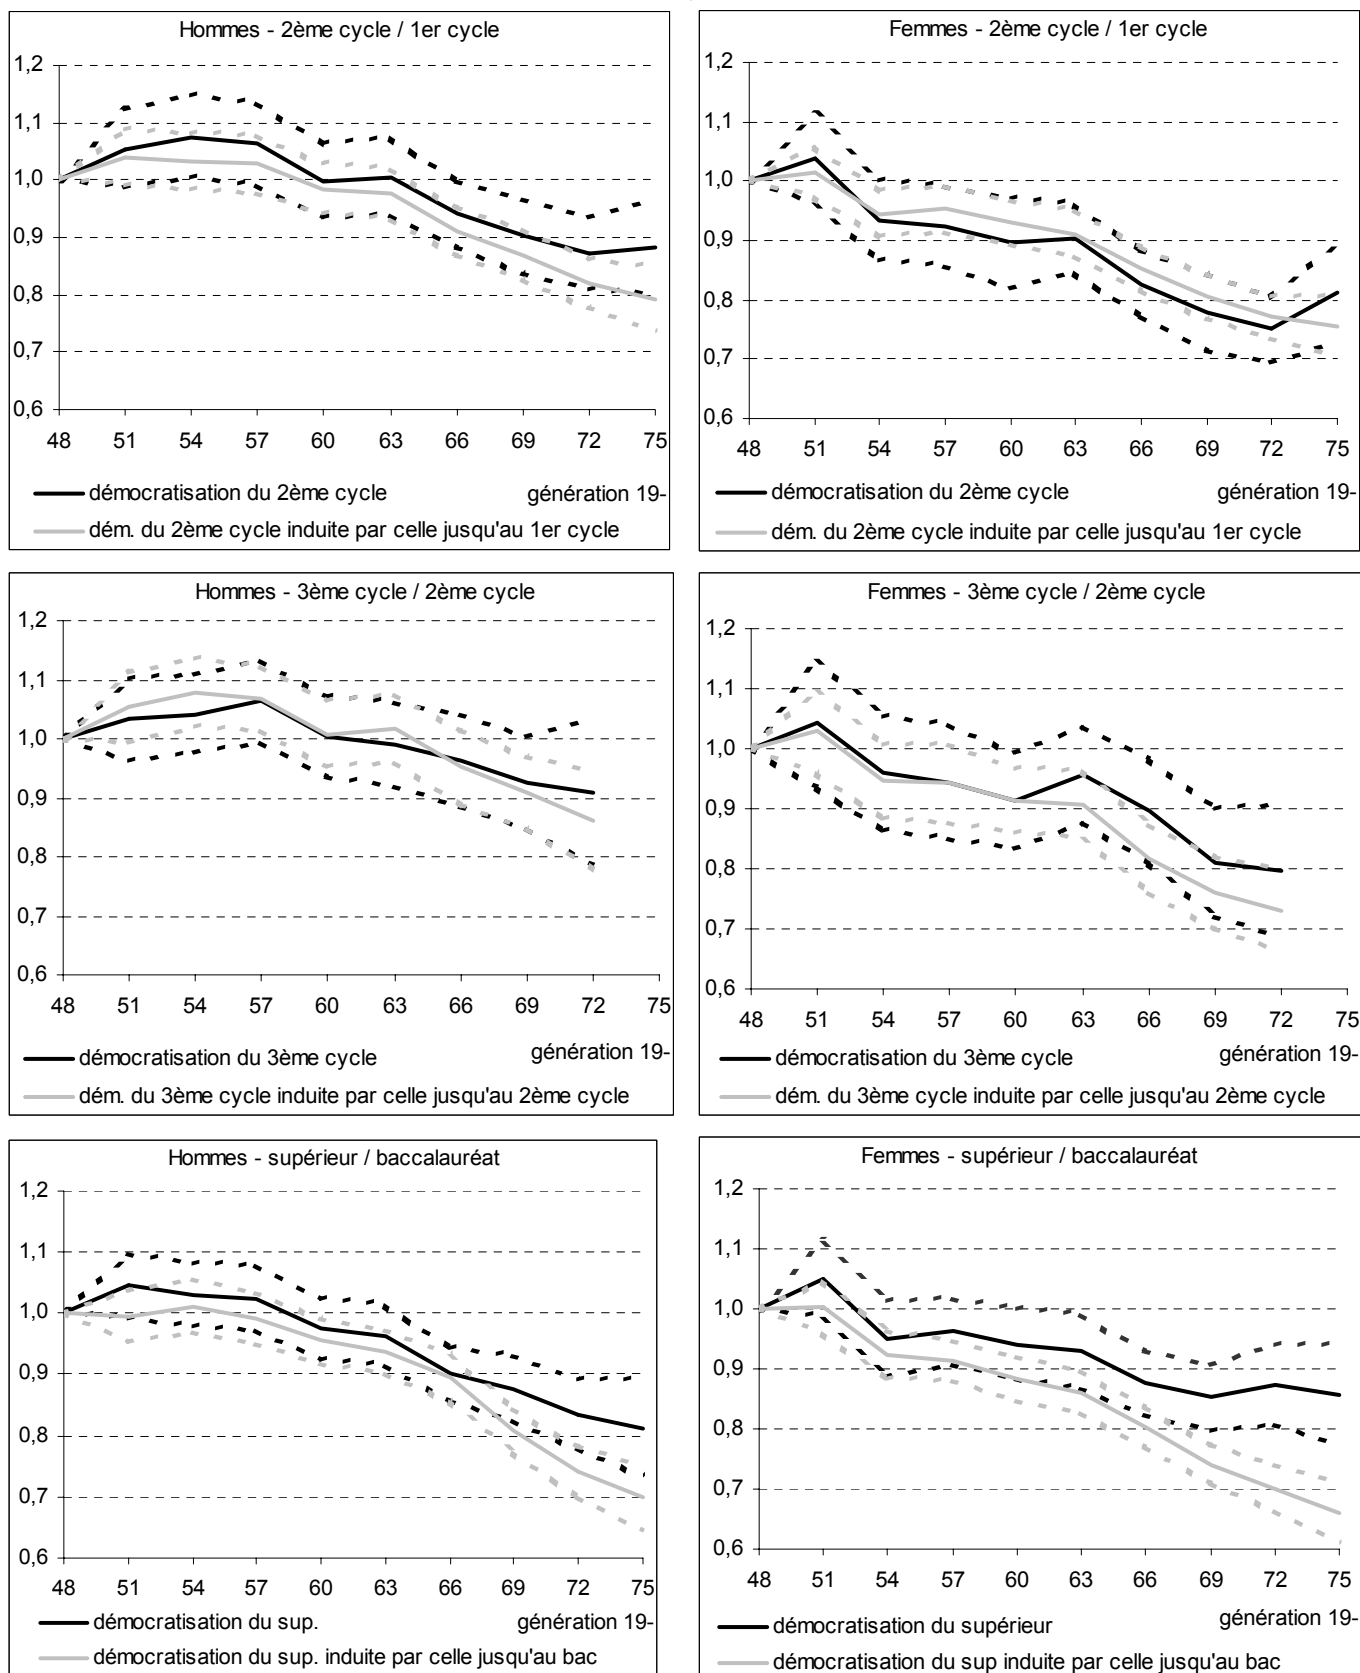 Hommes - 2ème cycle / 1er cycle
1,2
1,1
1,0
0,9
0,8
0,7
0,6
48 51 54 57 60 63 66 69 72 75
démocratisation du 2ème cycle
génération 19-
dém. du 2ème cycle induite par celle jusqu'au 1er cycle
Femmes - 2ème cycle / 1er cycle
1,2
1,1
1,0
0,9
0,8
0,7
0,6
48 51 54 57 60 63 66 69 72 75
démocratisation du 2ème cycle
génération 19-
dém. du 2ème cycle induite par celle jusqu'au 1er cycle
Hommes - 3ème cycle / 2ème cycle
1,2
1,1
1,0
0,9
0,8
0,7
0,6
48 51 54 57 60 63 66 69 72 75
démocratisation du 3ème cycle
génération 19-
dém. du 3ème cycle induite par celle jusqu'au 2ème cycle
Femmes - 3ème cycle / 2ème cycle
1,2
1,1
1,0
0,9
0,8
0,7
0,6
48 51 54 57 60 63 66 69 72 75
démocratisation du 3ème cycle
génération 19-
dém. du 3ème cycle induite par celle jusqu'au 2ème cycle
Hommes - supérieur / baccalauréat
1,2
1,1
1,0
0,9
0,8
0,7
0,6
48 51 54 57 60 63 66 69 72 75
démocratisation du sup.
génération 19-
démocratisation du sup. induite par celle jusqu'au bac
Femmes - supérieur / baccalauréat
1,2
1,1
1,0
0,9
0,8
0,7
0,6
48 51 54 57 60 63 66 69 72 75
démocratisation du supérieur
génération 19-
démocratisation du sup induite par celle jusqu'au bac